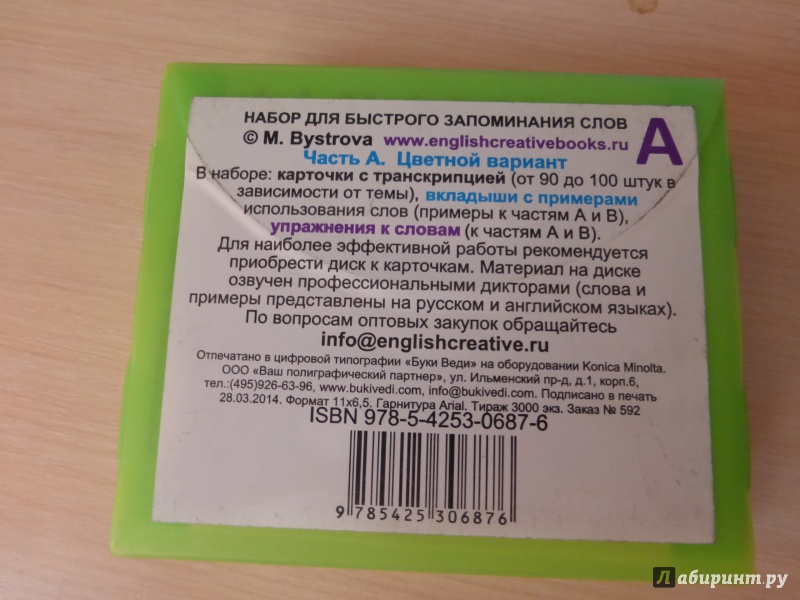 НАБОР ДЛЯ БЫСТРОГО ЗАПОМИНАНИЯ СЛОВ
© M. Bystrova www.englishcreativebooks.ru
A
Часть А. Цветной вариант
В наборе: карточки с транскрипцией (от 90 до 100 штук в
зависимости от темы), вкладыши с примерами
использования слов (примеры к частям А и В),
упражнения к словам (к частям А и В).
Для наиболее эффективной работы рекомендуется
приобрести диск к карточкам. Материал на диске
озвучен профессиональными дикторами (слова и
примеры представлены на русском и английском языках).
По вопросам оптовых закупок обращайтесь
info@englishcreative.ru
Отпечатано в цифровой типографии «Буки Веди» на оборудовании Konica Minolta.
ООО «Ваш полиграфический партнер», ул. Ильменский пр-д, д.1, корп.6,
тел.:(495)926-63-96, www.bukivedi.com, info@bukivedi.com. Подписано в печать
28.03.2014. Формат 11х6,5. Гарнитура Arial. Тираж 3000 экз. Заказ № 592
ISBN 978-5-4253-0687-6
9 785425 306876
Лабиринт.ру